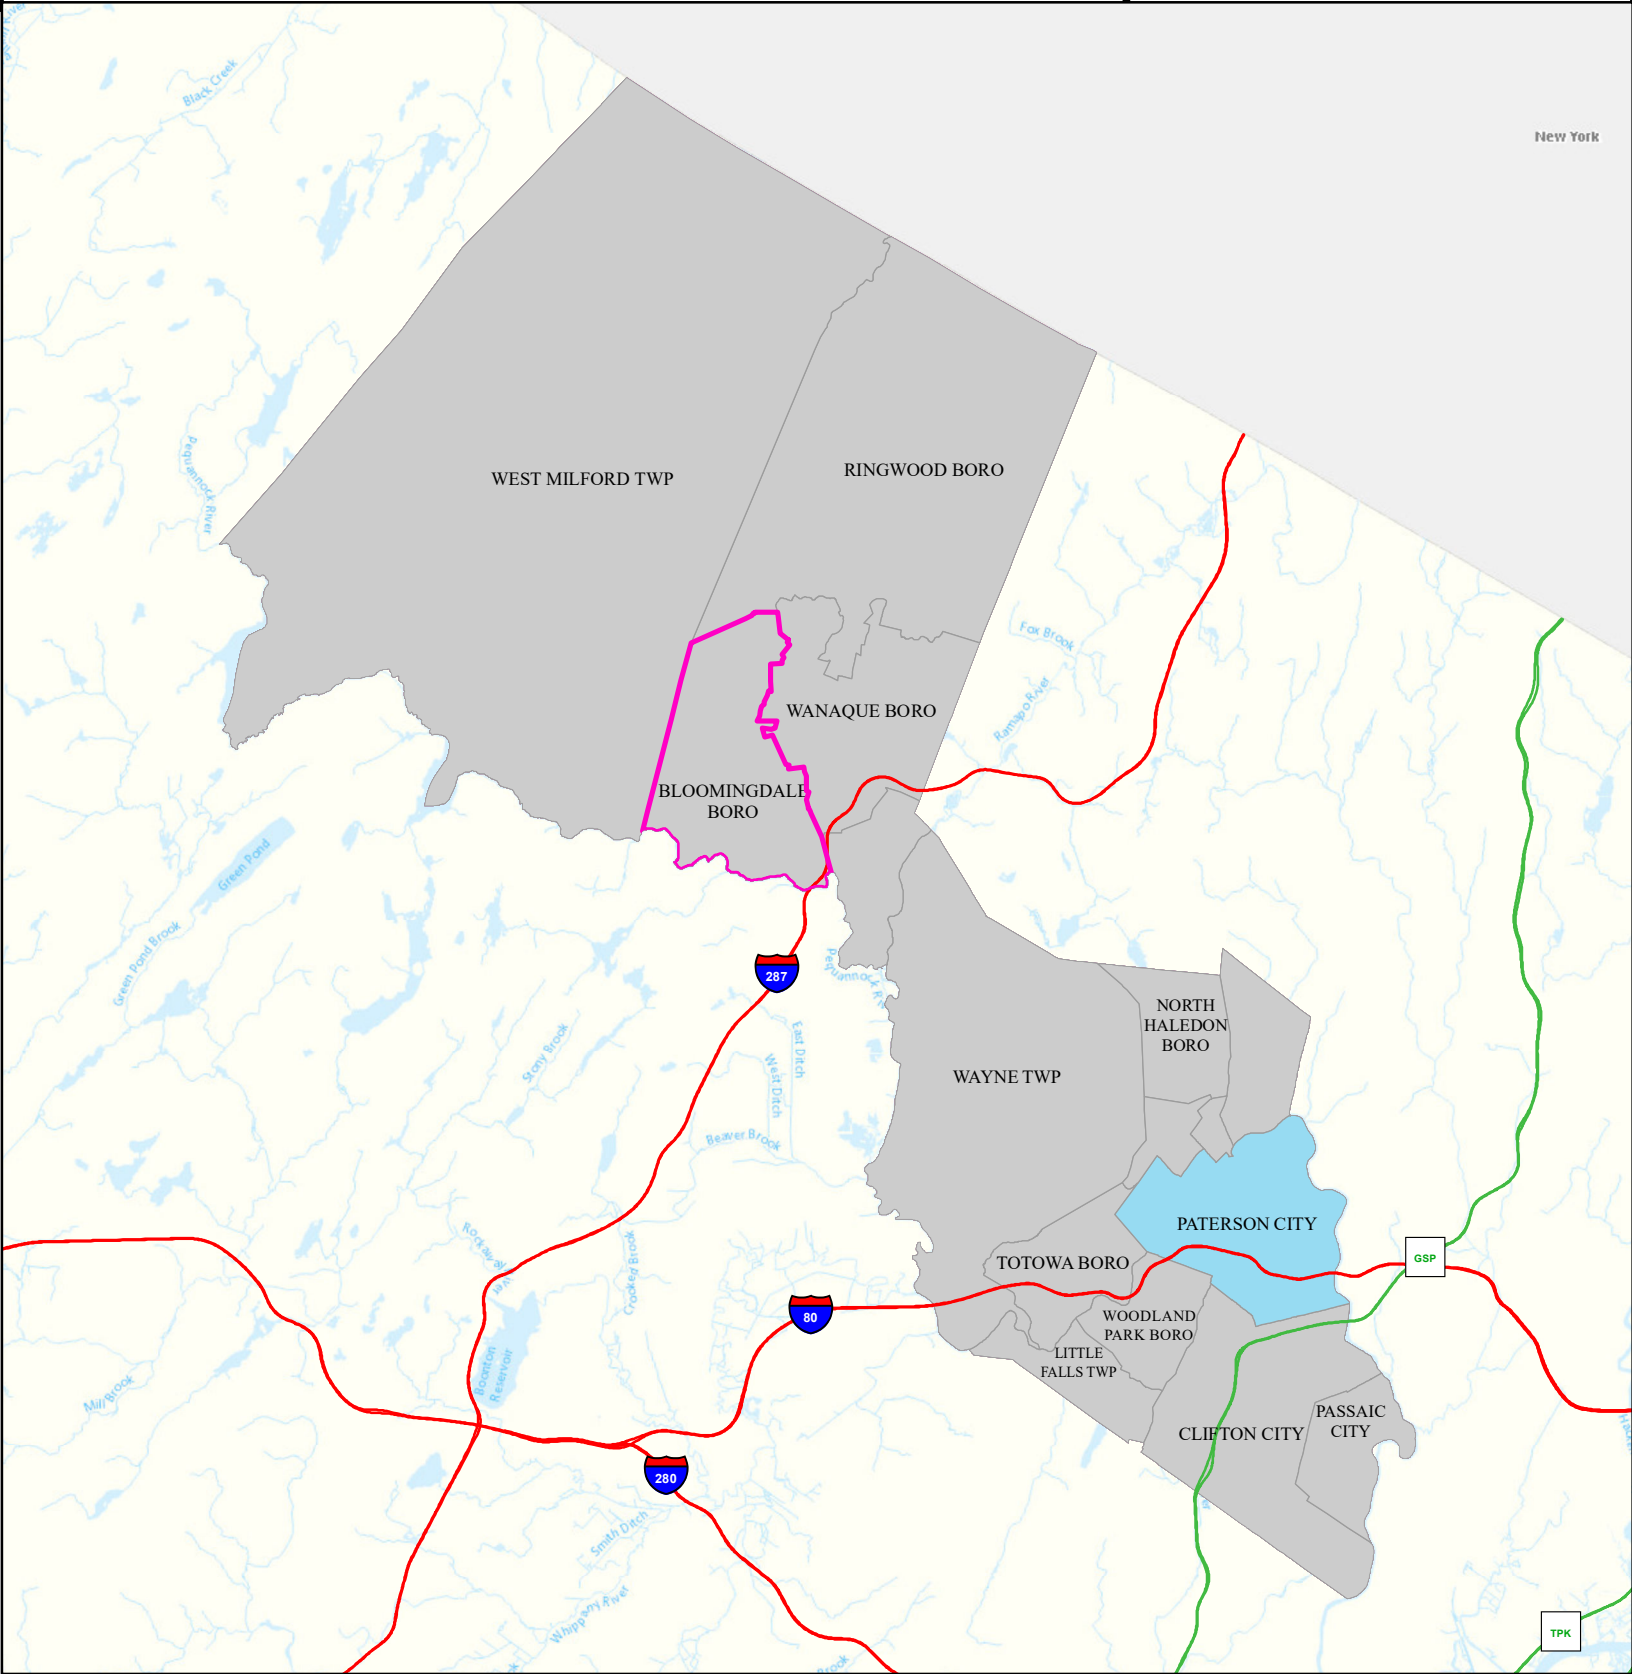 Black Creek
New York
Pequannock River
WEST MILFORD TWP
RINGWOOD BORO
Fox Brook
Ramapo River
WANAQUE BORO
BLOOMINGDALE
BORO
Green Pond
Green Pond Brook
287
Pequannock
Stony Brook
East Ditch
West Ditch
Beaver Brook
NORTH
HALEDON
BORO
WAYNE TWP
PATERSON CITY
Rockaway
Crooked Brook
TOTOWA BORO
GSP
80
WOODLAND
PARK BORO
LITTLE
FALLS TWP
Boonton
Reservoir
Mill Brook
PASSAIC
CITY
CLIFTON CITY
280
Smith Ditch
Whippany River
Brook
TPK